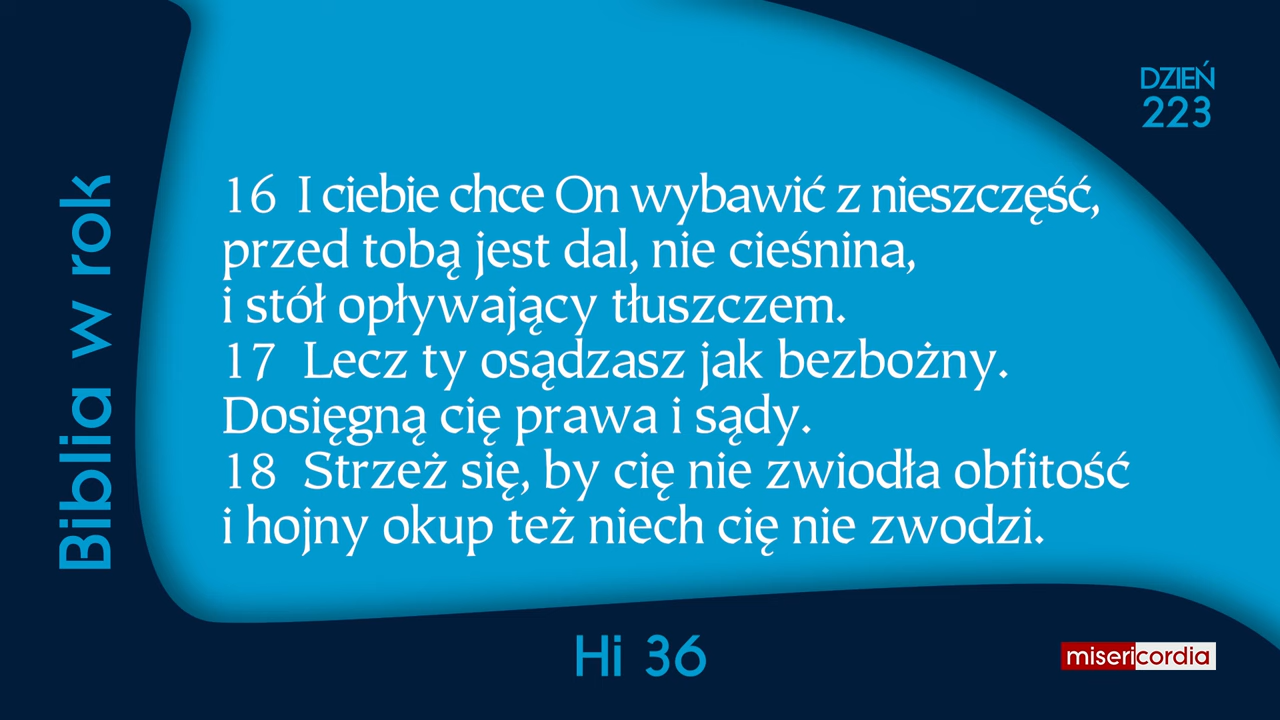 DZIEŃ
223
Biblia w rok
16 I ciebie chce On wybawić z nieszczęść,
przed tobą jest dal, nie cieśnina,
i stół opływający tłuszczem.
17 Lecz ty osądzasz jak bezbożny.
Dosięgną cię prawa i sądy.
18 Strzeż się, by cię nie zwiodła obfitość
i hojny okup też niech cię nie zwodzi.
Hi 36
misericordia